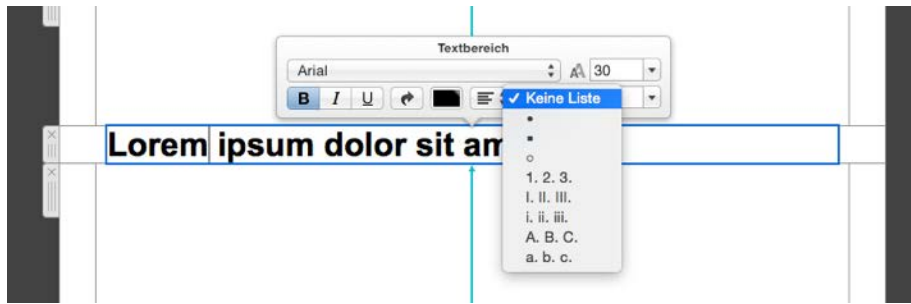 Textbereich
Arial 30
B I U ✓ Keine Liste
Lorem ipsum dolor sit am
•
▪
○
1. 2. 3.
I. II. III.
i. ii. iii.
A. B. C.
a. b. c.